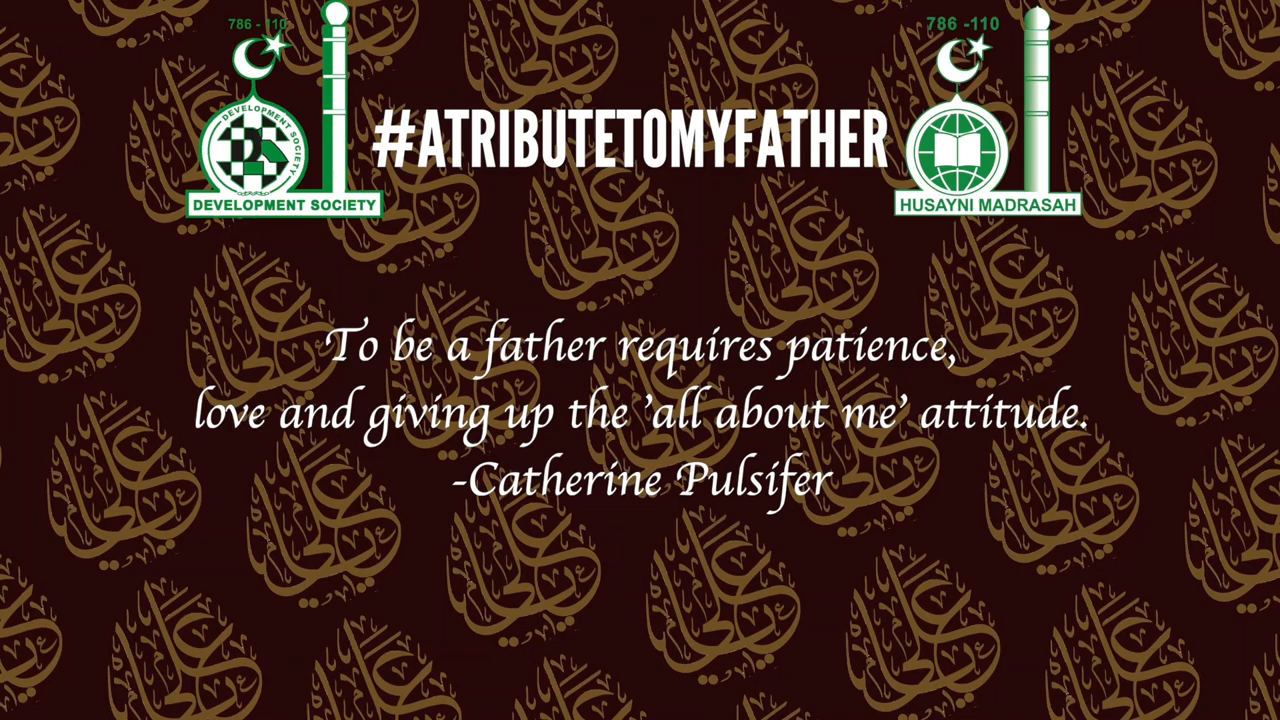 786 - 110
DEVELOPMENT SOCIETY
DEVELOPMENT SOCIETY
#ATRIBUTETOMYFATHER
786 -110
HUSAYNI MADRASAH
To be a father requires patience,
love and giving up the 'all about me' attitude.
-Catherine Pulsifer